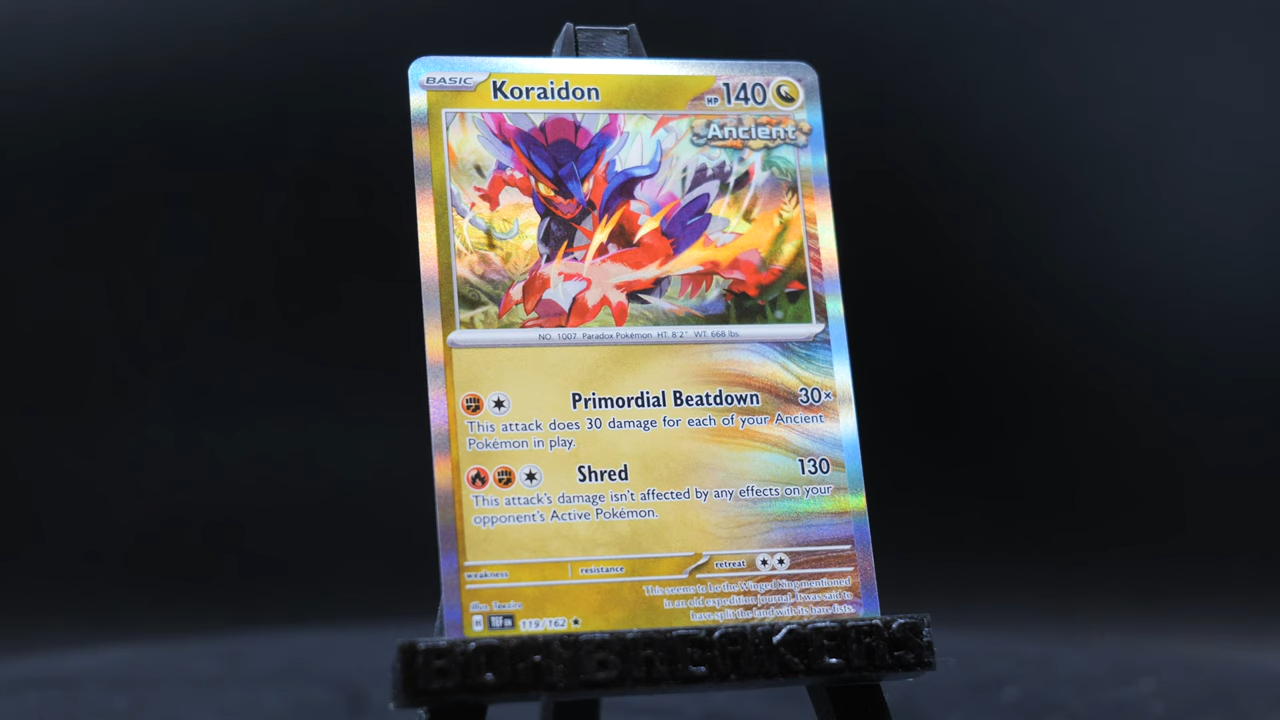 BASIC Koraidon HP 140
Ancient
NO. 1007 Paradox Pokémon HT: 8'2" WT: 668 lbs.
Primordial Beatdown 30×
This attack does 30 damage for each of your Ancient
Pokémon in play.
Shred 130
This attack's damage isn't affected by any effects on your
opponent's Active Pokémon.
weakness resistance retreat
This seems to be the Winged King mentioned
in an old expedition journal. It was said to
have split the land with its bare fists.
Illus.
H TEF EN 119/162 ★